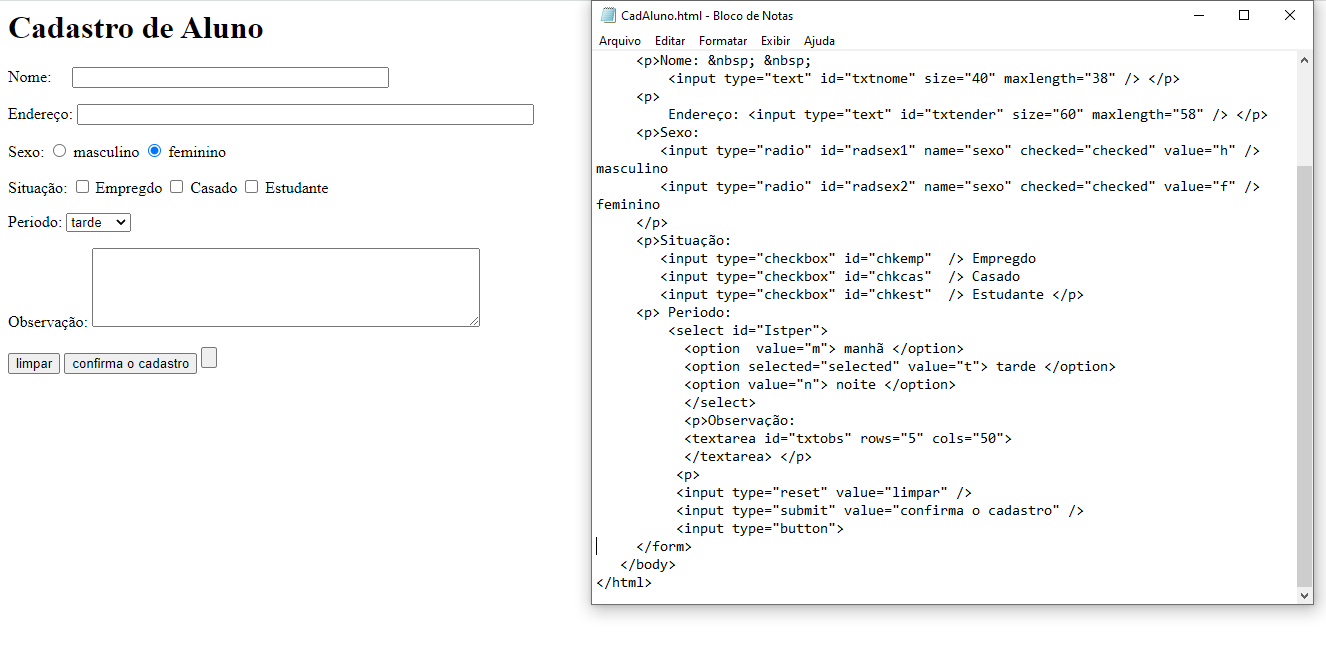 Cadastro de Aluno
Nome:
Endereço:
Sexo: masculino feminino
Situação: Empregdo Casado Estudante
Periodo: tarde
Observação:
limpar confirma o cadastro
CadAluno.html - Bloco de Notas
Arquivo Editar Formatar Exibir Ajuda
<p>Nome: &nbsp; &nbsp;
<input type="text" id="txtnome" size="40" maxlength="38" /> </p>
<p>
Endereço: <input type="text" id="txtender" size="60" maxlength="58" /> </p>
<p>Sexo:
<input type="radio" id="radsex1" name="sexo" checked="checked" value="h" />
masculino
<input type="radio" id="radsex2" name="sexo" checked="checked" value="f" />
feminino
</p>
<p>Situação:
<input type="checkbox" id="chkemp"  /> Empregdo
<input type="checkbox" id="chkcas"  /> Casado
<input type="checkbox" id="chkest"  /> Estudante </p>
<p> Periodo:
<select id="Istper">
<option  value="m"> manhã </option>
<option selected="selected" value="t"> tarde </option>
<option value="n"> noite </option>
</select>
<p>Observação:
<textarea id="txtobs" rows="5" cols="50">
</textarea> </p>
<p>
<input type="reset" value="limpar" />
<input type="submit" value="confirma o cadastro" />
<input type="button">
</form>
</body>
</html>